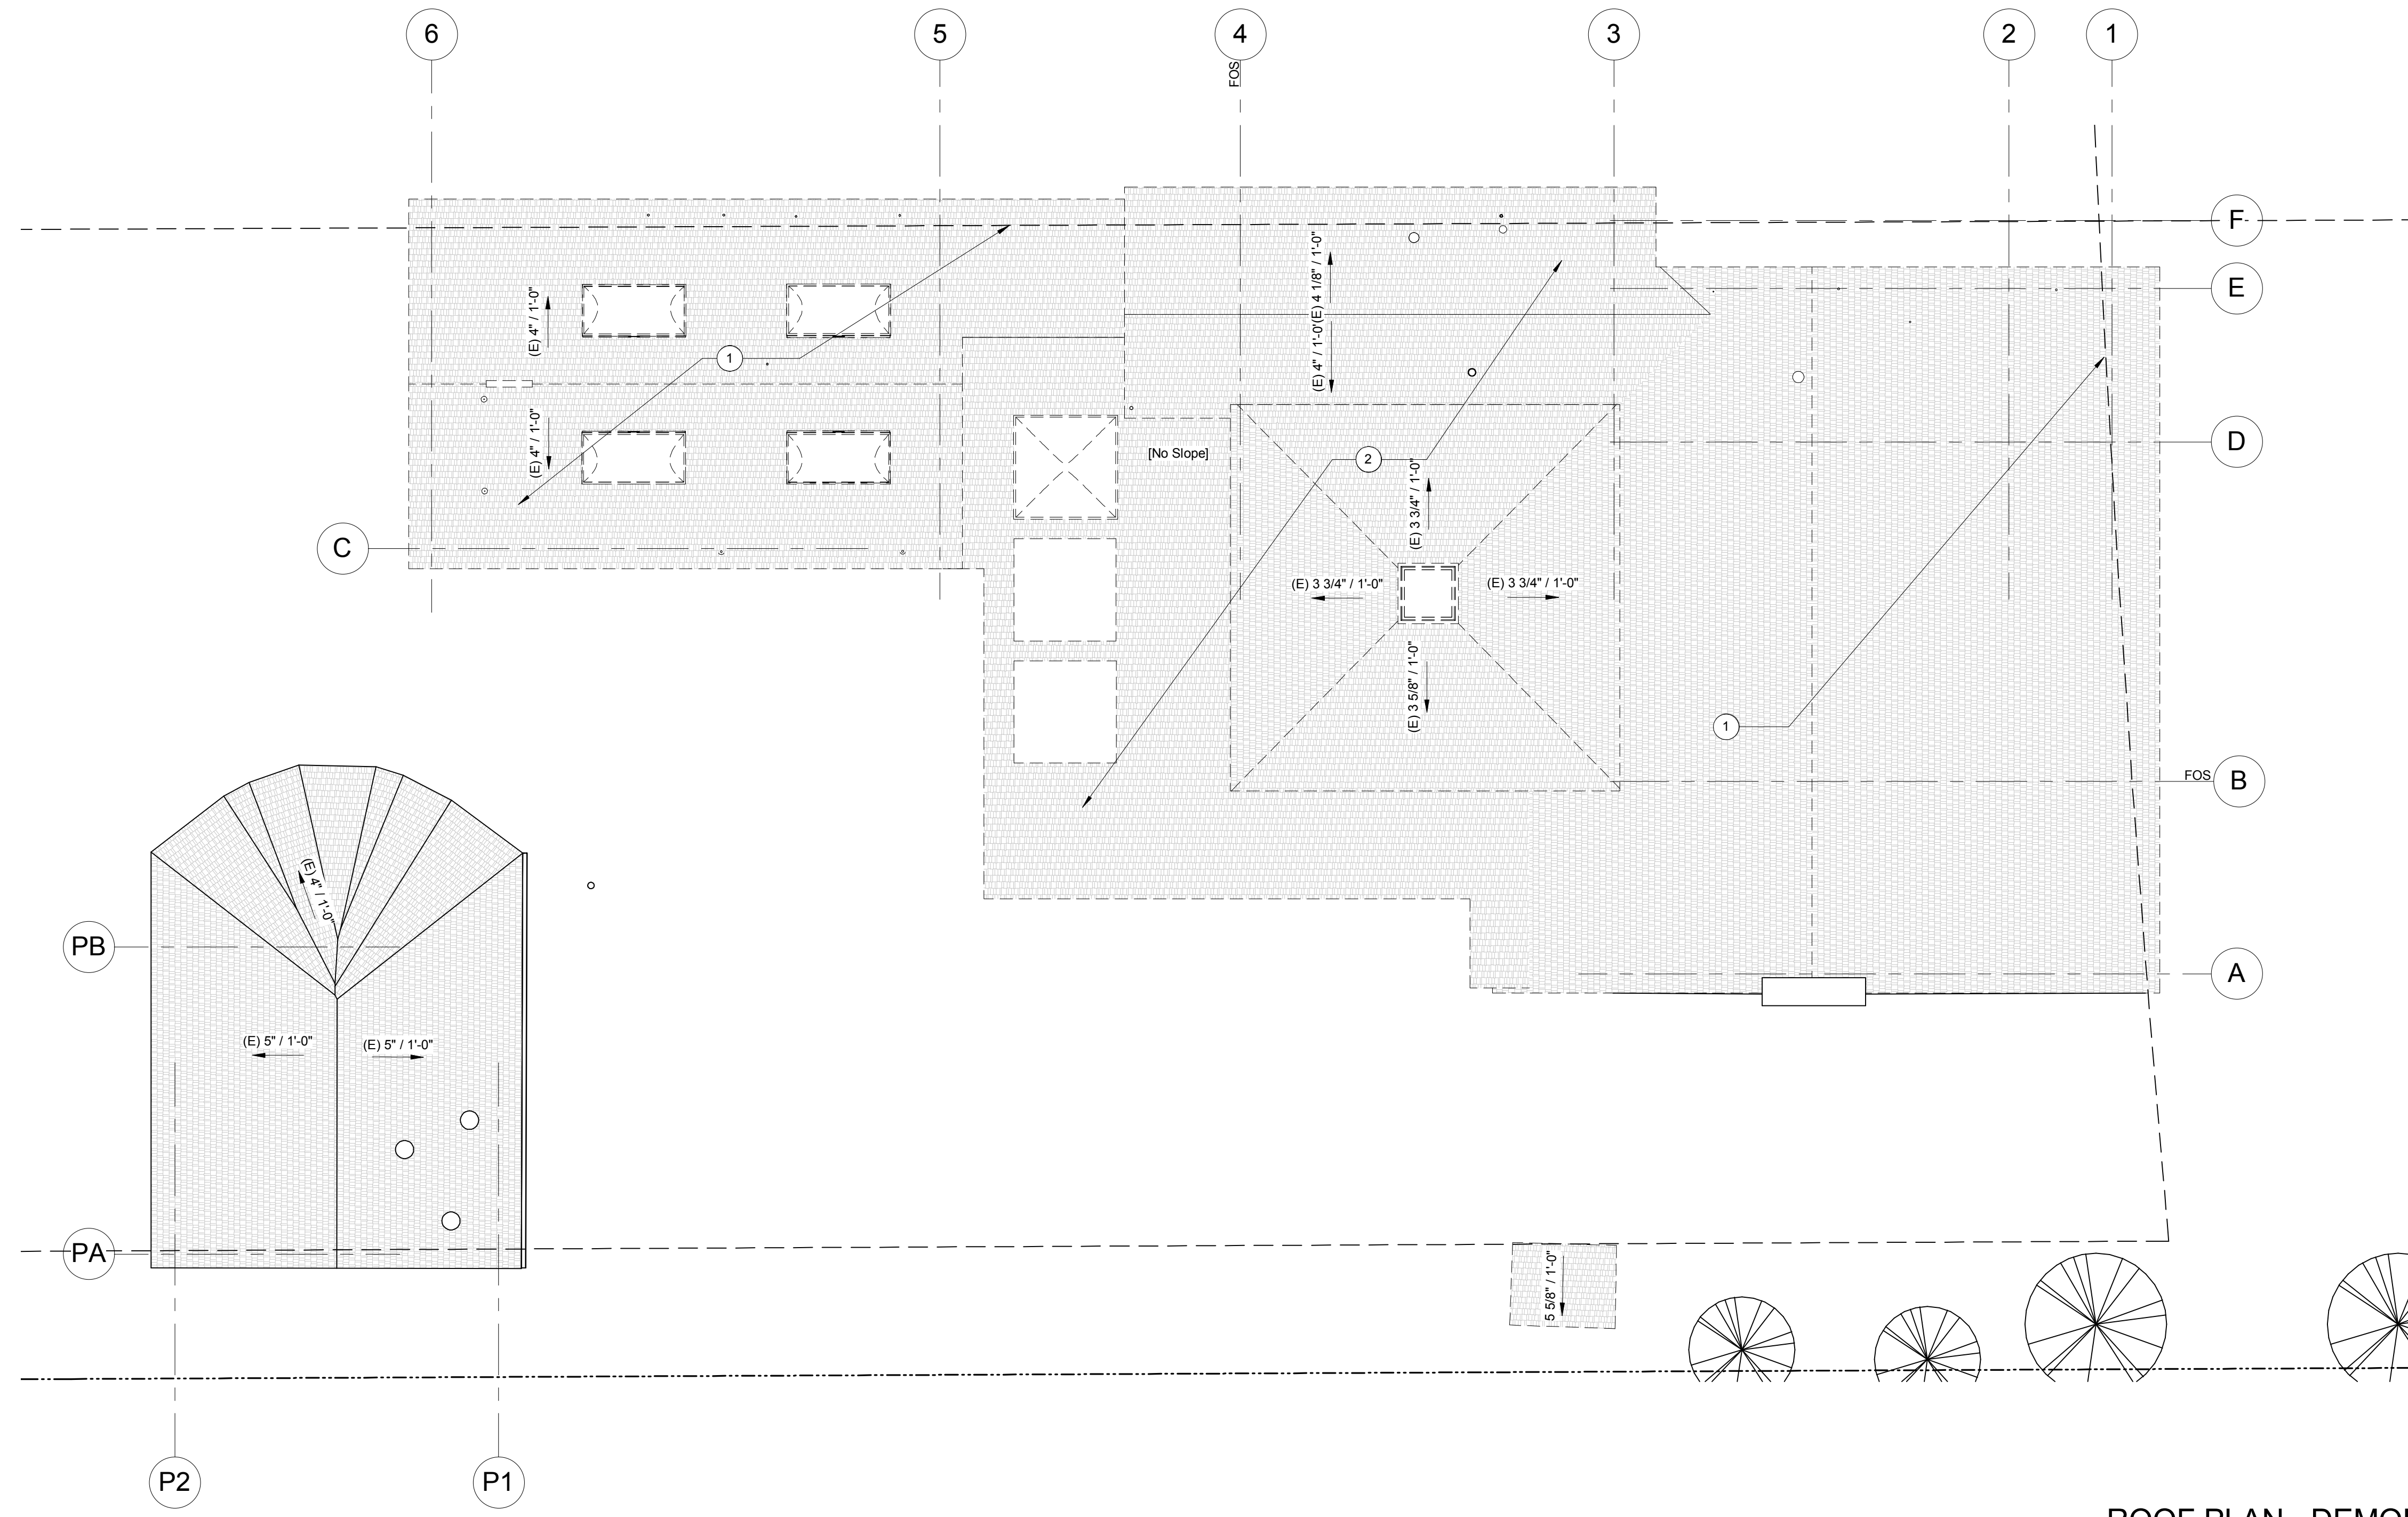 6
5
4
3
2
1
FOS
F
E
D
C
B
FOS
A
(E) 4" / 1'-0"
(E) 4" / 1'-0"
1
(E) 4 1/8" / 1'-0"
(E) 4" / 1'-0"
[No Slope]
2
(E) 3 3/4" / 1'-0"
(E) 3 3/4" / 1'-0"
(E) 3 3/4" / 1'-0"
(E) 3 5/8" / 1'-0"
1
(E) 4" / 1'-0"
PB
(E) 5" / 1'-0"
(E) 5" / 1'-0"
PA
5 5/8" / 1'-0"
P2
P1